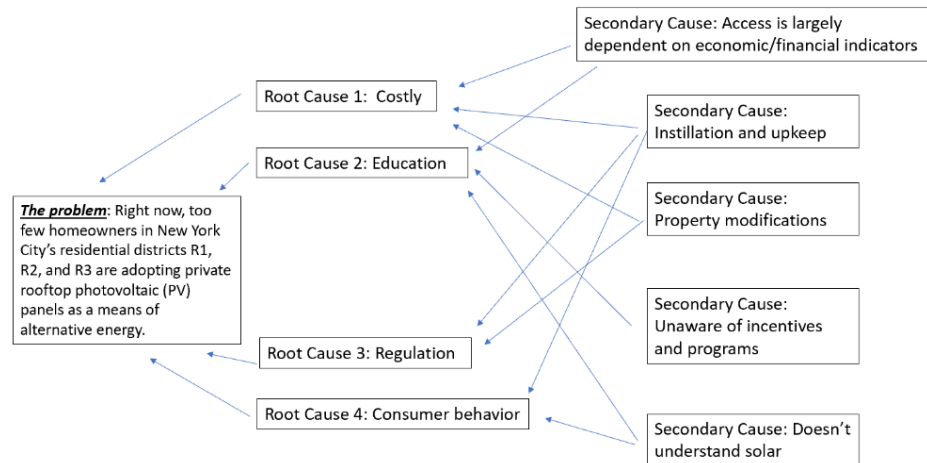 Secondary Cause: Access is largely
dependent on economic/financial indicators
Root Cause 1:  Costly
Secondary Cause:
Instillation and upkeep
Root Cause 2: Education
Secondary Cause:
Property modifications
The problem: Right now, too
few homeowners in New York
City’s residential districts R1,
R2, and R3 are adopting private
rooftop photovoltaic (PV)
panels as a means of
alternative energy.
Secondary Cause:
Unaware of incentives
and programs
Root Cause 3: Regulation
Root Cause 4: Consumer behavior
Secondary Cause: Doesn’t
understand solar